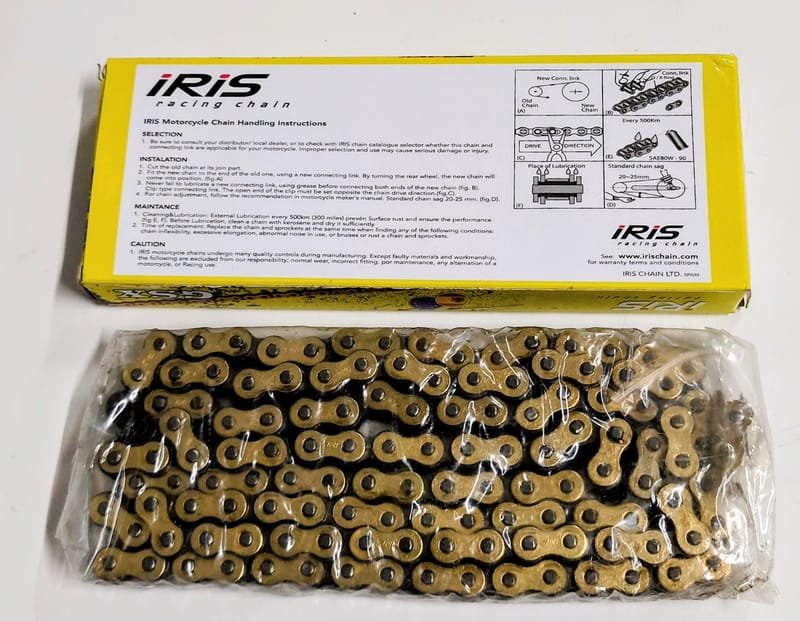 iRiS
racing chain
IRIS Motorcycle Chain Handling Instructions
SELECTION
1. Be sure to consult your distributor/ local dealer, or to check with IRIS chain catalogue selector whether this chain and
connecting link are applicable for your motorcycle. Improper selection and use may cause serious damage or injury.
INSTALATION
1. Cut the old chain at its join part.
2. Fit the new chain to the end of the old one, using a new connecting link. By turning the rear wheel, the new chain will
come into position. (fig.A)
3. Never fail to lubricate a new connecting link, using grease before connecting both ends of the new chain (fig. B).
Clip type connecting link. The open end of the clip must be set opposite the chain drive direction (fig.C).
4. For chain adjustment, follow the recommendation in motorcycle maker's manual. Standard chain sag 20-25 mm. (fig.D).
MAINTANCE
1. Cleaning&Lubrication: External Lubrication every 500km (300 miles) prevén Surface rust and ensure the performance
(fig E, F). Before Lubrication, clean a chain with kerosene and dry it sufficiently.
2. Time of replacement: Replace the chain and sprockets at the same time when finding any of the following conditions:
chain inflexibility, excessive elongation, abnormal noise in use, or bruises or rust a chain and sprockets.
CAUTION
1. IRIS motorcycle chains undergo many quality controls during manufacturing. Except faulty materials and workmanship,
the following are excluded from our responsibility; normal wear, incorrect fitting, por maintenance, any alternation of a
motorcycle, or Racing use.
New Conn. link
Old
Chain
New
Chain
(A)
Conn. link
O / X-Ring
(B)
DRIVE DIRECTION
(C)
Every 500Km
(E)
SAE80W - 90
Place of Lubrication
(F)
Standard chain sag
20~25mm
(D)
iRiS
racing chain
See: www.irischain.com
for warranty terms and conditions
IRIS CHAIN LTD. SPAIN
iRiS
racing chain